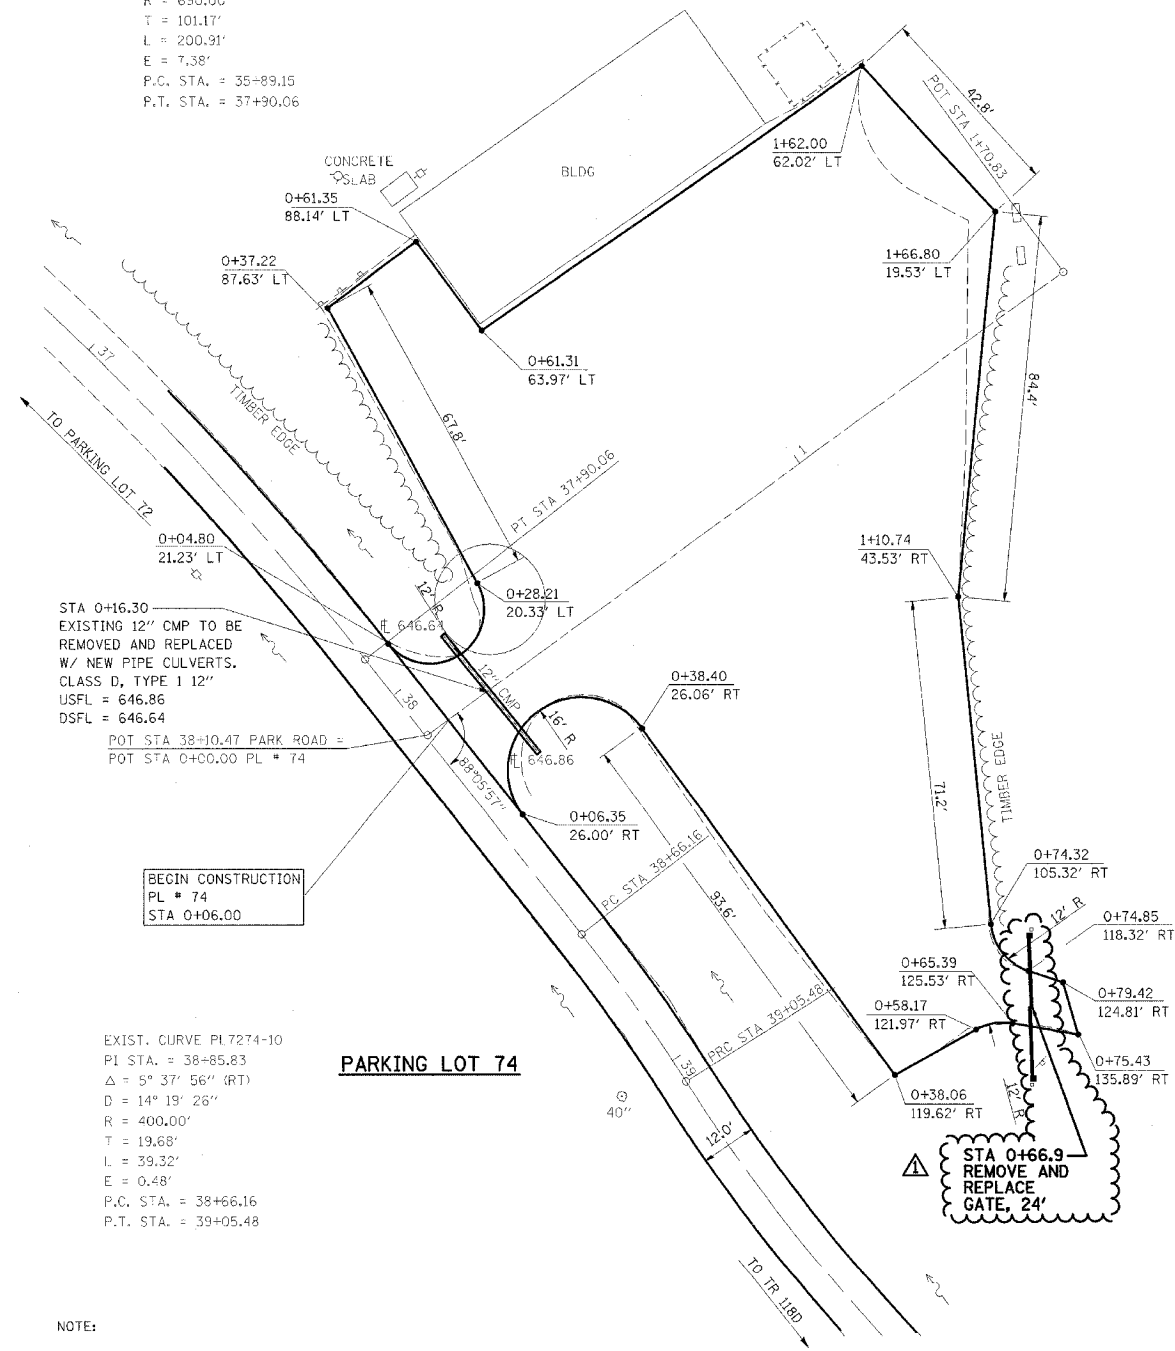 R = 690.00'
T = 101.17'
L = 200.91'
E = 7.38'
P.C. STA. = 35+89.15
P.T. STA. = 37+90.06
CONCRETE
SLAB
BLDG
42.8'
POT STA 1+70.83
1+62.00
62.02' LT
0+61.35
88.14' LT
0+37.22
87.63' LT
1+66.80
19.53' LT
0+61.31
63.97' LT
84.4'
37
TIMBER EDGE
67.8'
1
TO PARKING LOT 72
PT STA 37+90.06
0+04.80
21.23' LT
1+10.74
43.53' RT
12' R
0+28.21
20.33' LT
℄ 646.64
STA 0+16.30
EXISTING 12" CMP TO BE
REMOVED AND REPLACED
W/ NEW PIPE CULVERTS.
CLASS D, TYPE 1 12"
USFL = 646.86
DSFL = 646.64
12" CMP
38
0+38.40
26.06' RT
16' R
℄ 646.86
POT STA 38+10.47 PARK ROAD =
POT STA 0+00.00 PL # 74
88°05'57"
TIMBER EDGE
71.2'
0+06.35
26.00' RT
PC STA 38+66.16
BEGIN CONSTRUCTION
PL # 74
STA 0+06.00
93.6'
0+74.32
105.32' RT
12' R
0+74.85
118.32' RT
0+65.39
125.53' RT
0+79.42
124.81' RT
0+58.17
121.97' RT
PRC STA 39+05.48
39
0+75.43
135.89' RT
0+38.06
119.62' RT
12' R
EXIST. CURVE PL7274-10
PI STA. = 38+85.83
Δ = 5° 37' 56" (RT)
D = 14° 19' 26"
R = 400.00'
T = 19.68'
L = 39.32'
E = 0.48'
P.C. STA. = 38+66.16
P.T. STA. = 39+05.48
PARKING LOT 74
40"
12.0'
1
STA 0+66.9
REMOVE AND
REPLACE
GATE, 24'
TO TR 118D
NOTE: